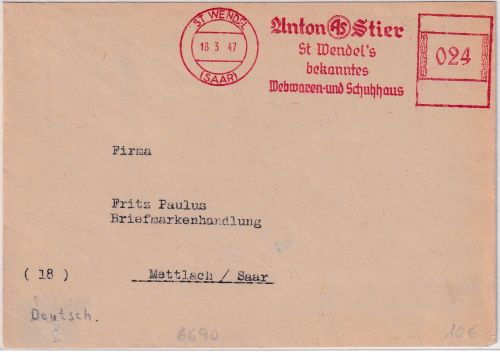 ST WENDEL
18 3 47
(SAAR)
Anton AS Stier
St Wendel's
bekanntes
Webwaren-und Schuhhaus
024
Firma
Fritz Paulus
Briefmarkenhandlung
(18)
Mettlach / Saar
Deutsch.
6690
10€